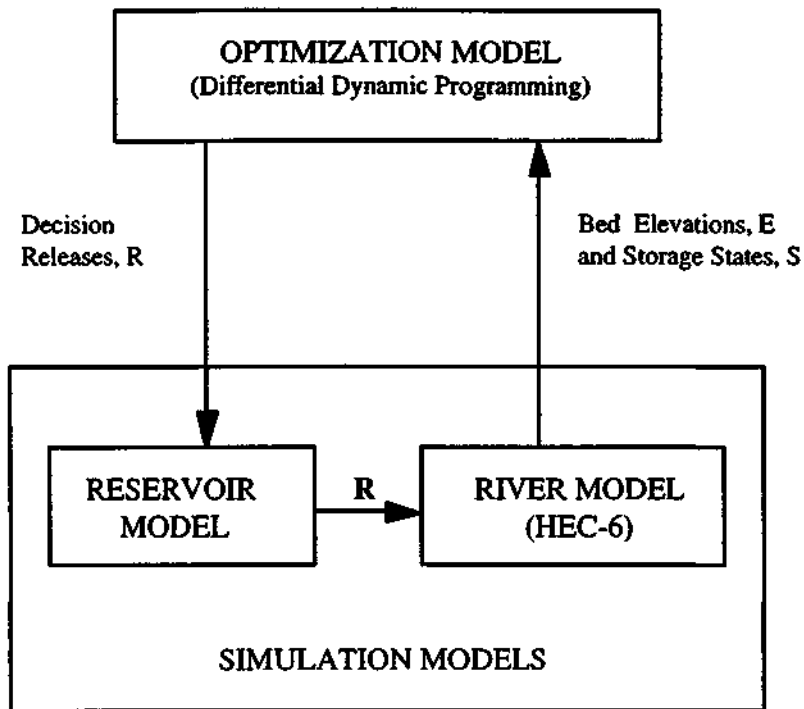 OPTIMIZATION MODEL
(Differential Dynamic Programming)
Decision
Releases, R
Bed Elevations, E
and Storage States, S
RESERVOIR
MODEL
R
RIVER MODEL
(HEC-6)
SIMULATION MODELS